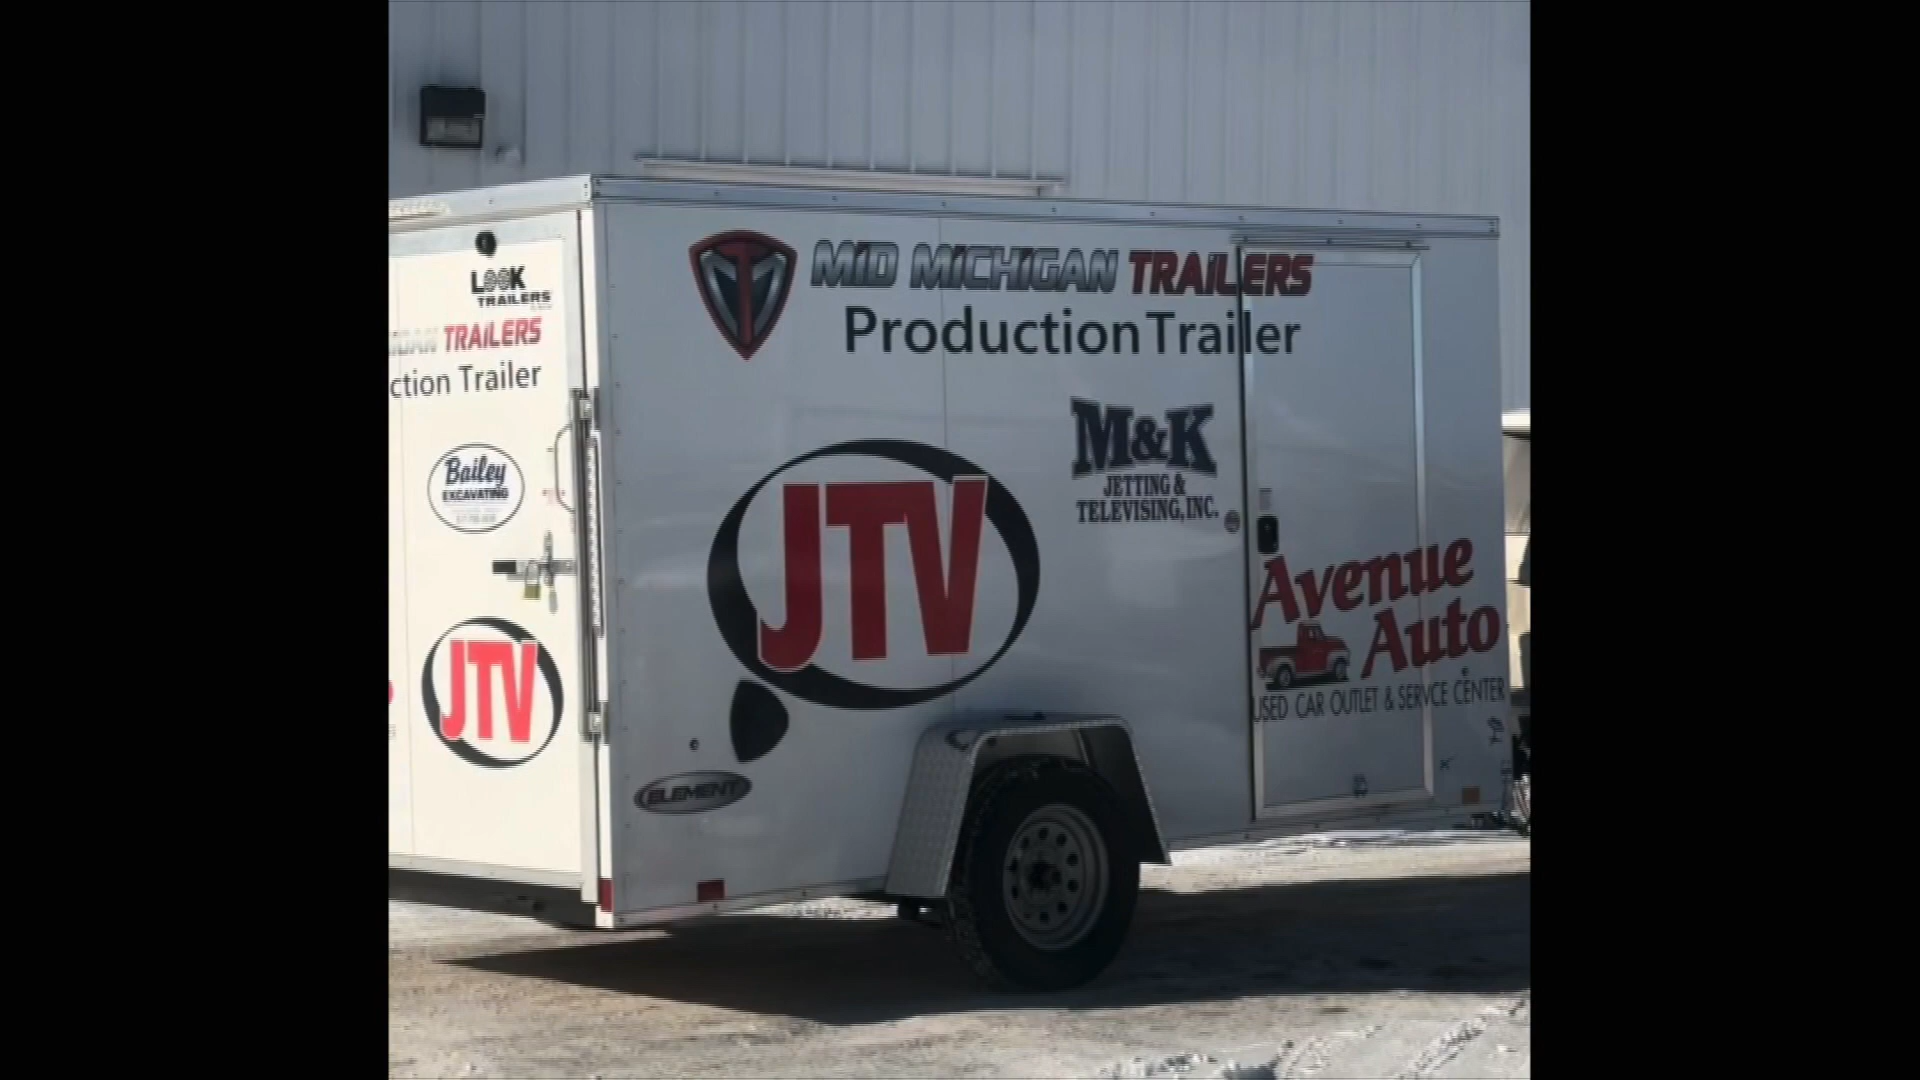 LOOK
TRAILERS
IGAN TRAILERS
ction Trailer
Bailey
EXCAVATING
JTV
MID MICHIGAN TRAILERS
Production Trailer
M&K
JETTING &
TELEVISING, INC.
JTV
Avenue
Auto
USED CAR OUTLET & SERVICE CENTER
ELEMENT